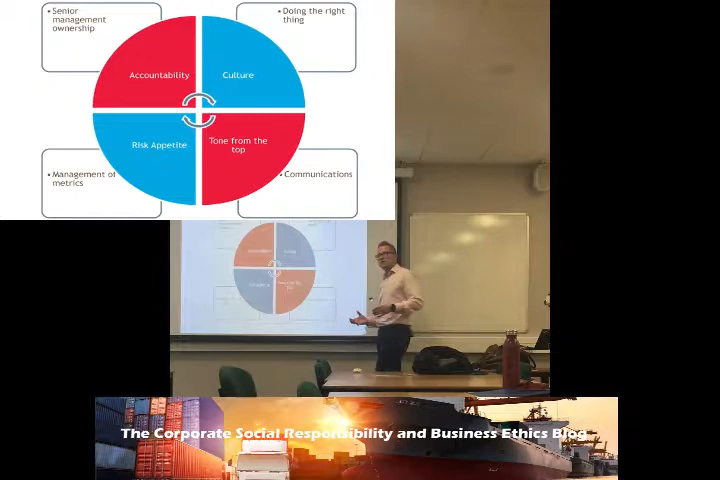 • Senior
management
ownership
• Doing the right
thing
Accountability
Culture
Risk Appetite
Tone from the
top
• Management of
metrics
• Communications
The Corporate Social Responsibility and Business Ethics Blog